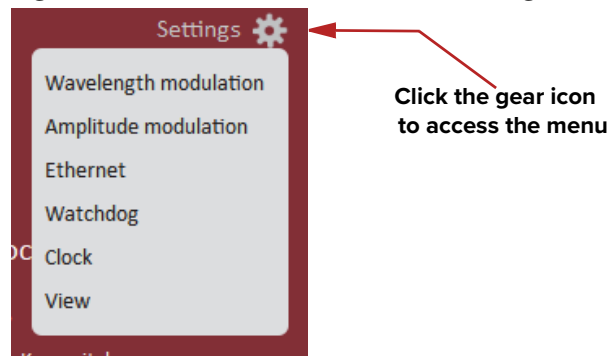 Settings
Click the gear icon
to access the menu
Wavelength modulation
Amplitude modulation
Ethernet
Watchdog
Clock
View